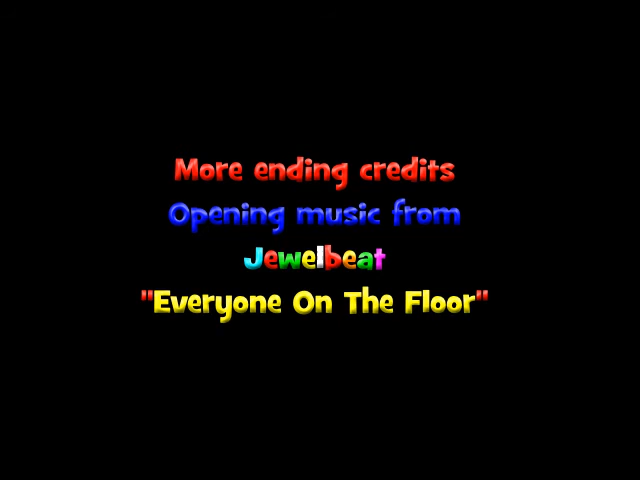 More ending credits
Opening music from
Jewelbeat
"Everyone On The Floor"